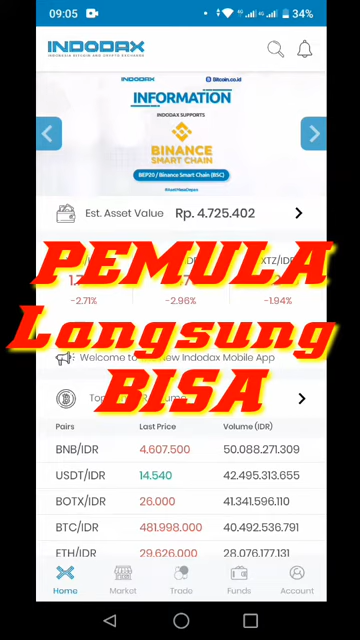 09:05
4G 4G 34%
INDODAX
INDONESIA BITCOIN AND CRYPTO EXCHANGE
INDODAX Bitcoin.co.id
INFORMATION
INDODAX SUPPORTS
BINANCE
SMART CHAIN
BEP20 / Binance Smart Chain (BSC)
Est. Asset Value Rp. 4.725.402
XTZ/IDR
PEMULA
-2.71% -2.96% -1.94%
Langsung
Welcome to New Indodax Mobile App
BISA
Pairs Last Price Volume (IDR)
BNB/IDR 4.607.500 50.088.271.309
USDT/IDR 14.540 42.495.313.655
BOTX/IDR 26.000 41.341.596.110
BTC/IDR 481.998.000 40.492.536.791
ETH/IDR 29.626.000 28.076.177.131
Home Market Trade Funds Account